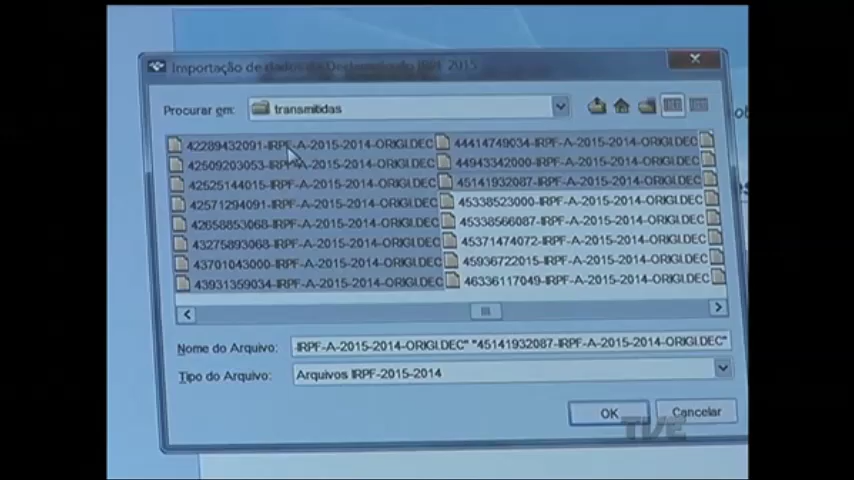 Importação de dados da Declaração IRPF 2015
Procurar em: transmitidas
42289432091-IRPF-A-2015-2014-ORIGI.DEC
42509203053-IRPF-A-2015-2014-ORIGI.DEC
42525144015-IRPF-A-2015-2014-ORIGI.DEC
42571294091-IRPF-A-2015-2014-ORIGI.DEC
42658853068-IRPF-A-2015-2014-ORIGI.DEC
43275893068-IRPF-A-2015-2014-ORIGI.DEC
43701043000-IRPF-A-2015-2014-ORIGI.DEC
43931359034-IRPF-A-2015-2014-ORIGI.DEC
44414749034-IRPF-A-2015-2014-ORIGI.DEC
44943342000-IRPF-A-2015-2014-ORIGI.DEC
45141932087-IRPF-A-2015-2014-ORIGI.DEC
45338523000-IRPF-A-2015-2014-ORIGI.DEC
45338566087-IRPF-A-2015-2014-ORIGI.DEC
45371474072-IRPF-A-2015-2014-ORIGI.DEC
45936722015-IRPF-A-2015-2014-ORIGI.DEC
46336117049-IRPF-A-2015-2014-ORIGI.DEC
Nome do Arquivo: -IRPF-A-2015-2014-ORIGI.DEC" "45141932087-IRPF-A-2015-2014-ORIGI.DEC"
Tipo do Arquivo: Arquivos IRPF-2015-2014
OK Cancelar
TVE